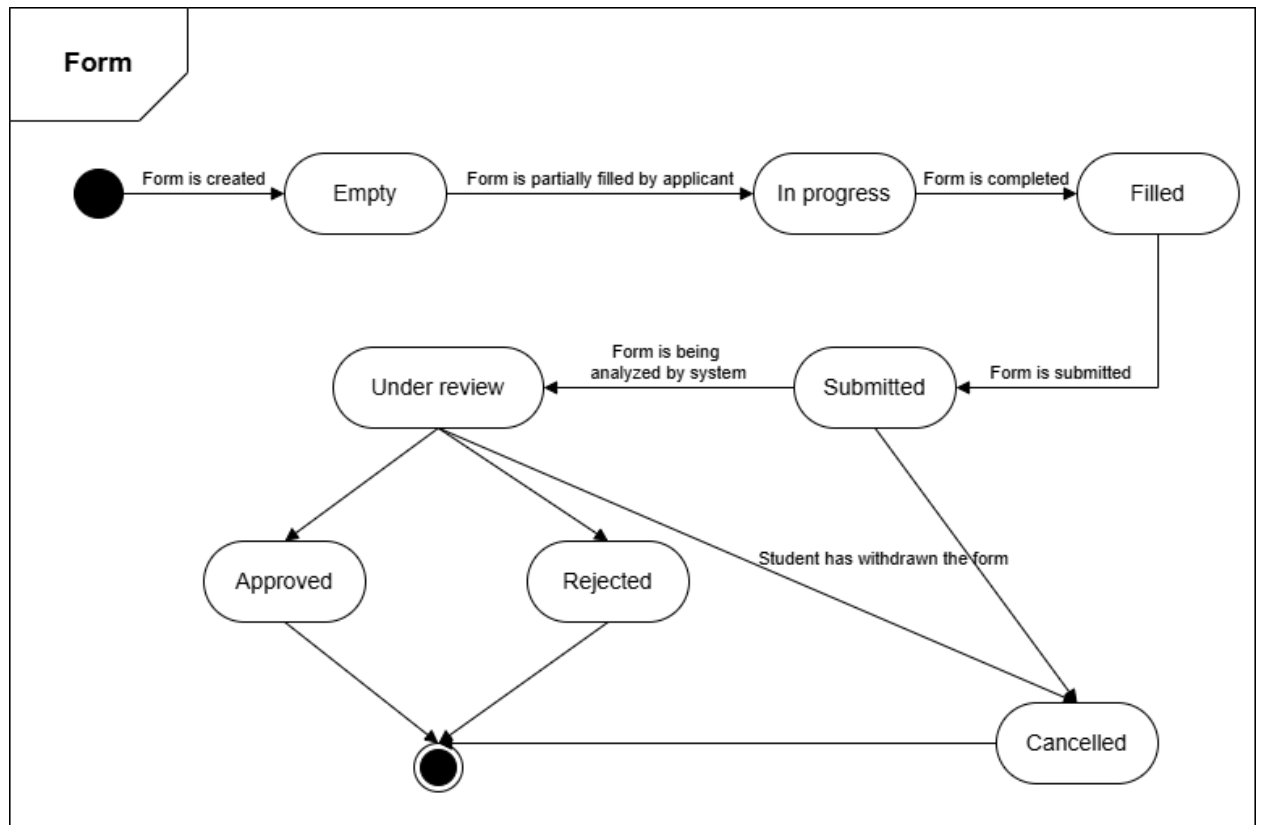 Form
Form is created
Empty
Form is partially filled by applicant
In progress
Form is completed
Filled
Under review
Form is being
analyzed by system
Submitted
Form is submitted
Student has withdrawn the form
Approved
Rejected
Cancelled